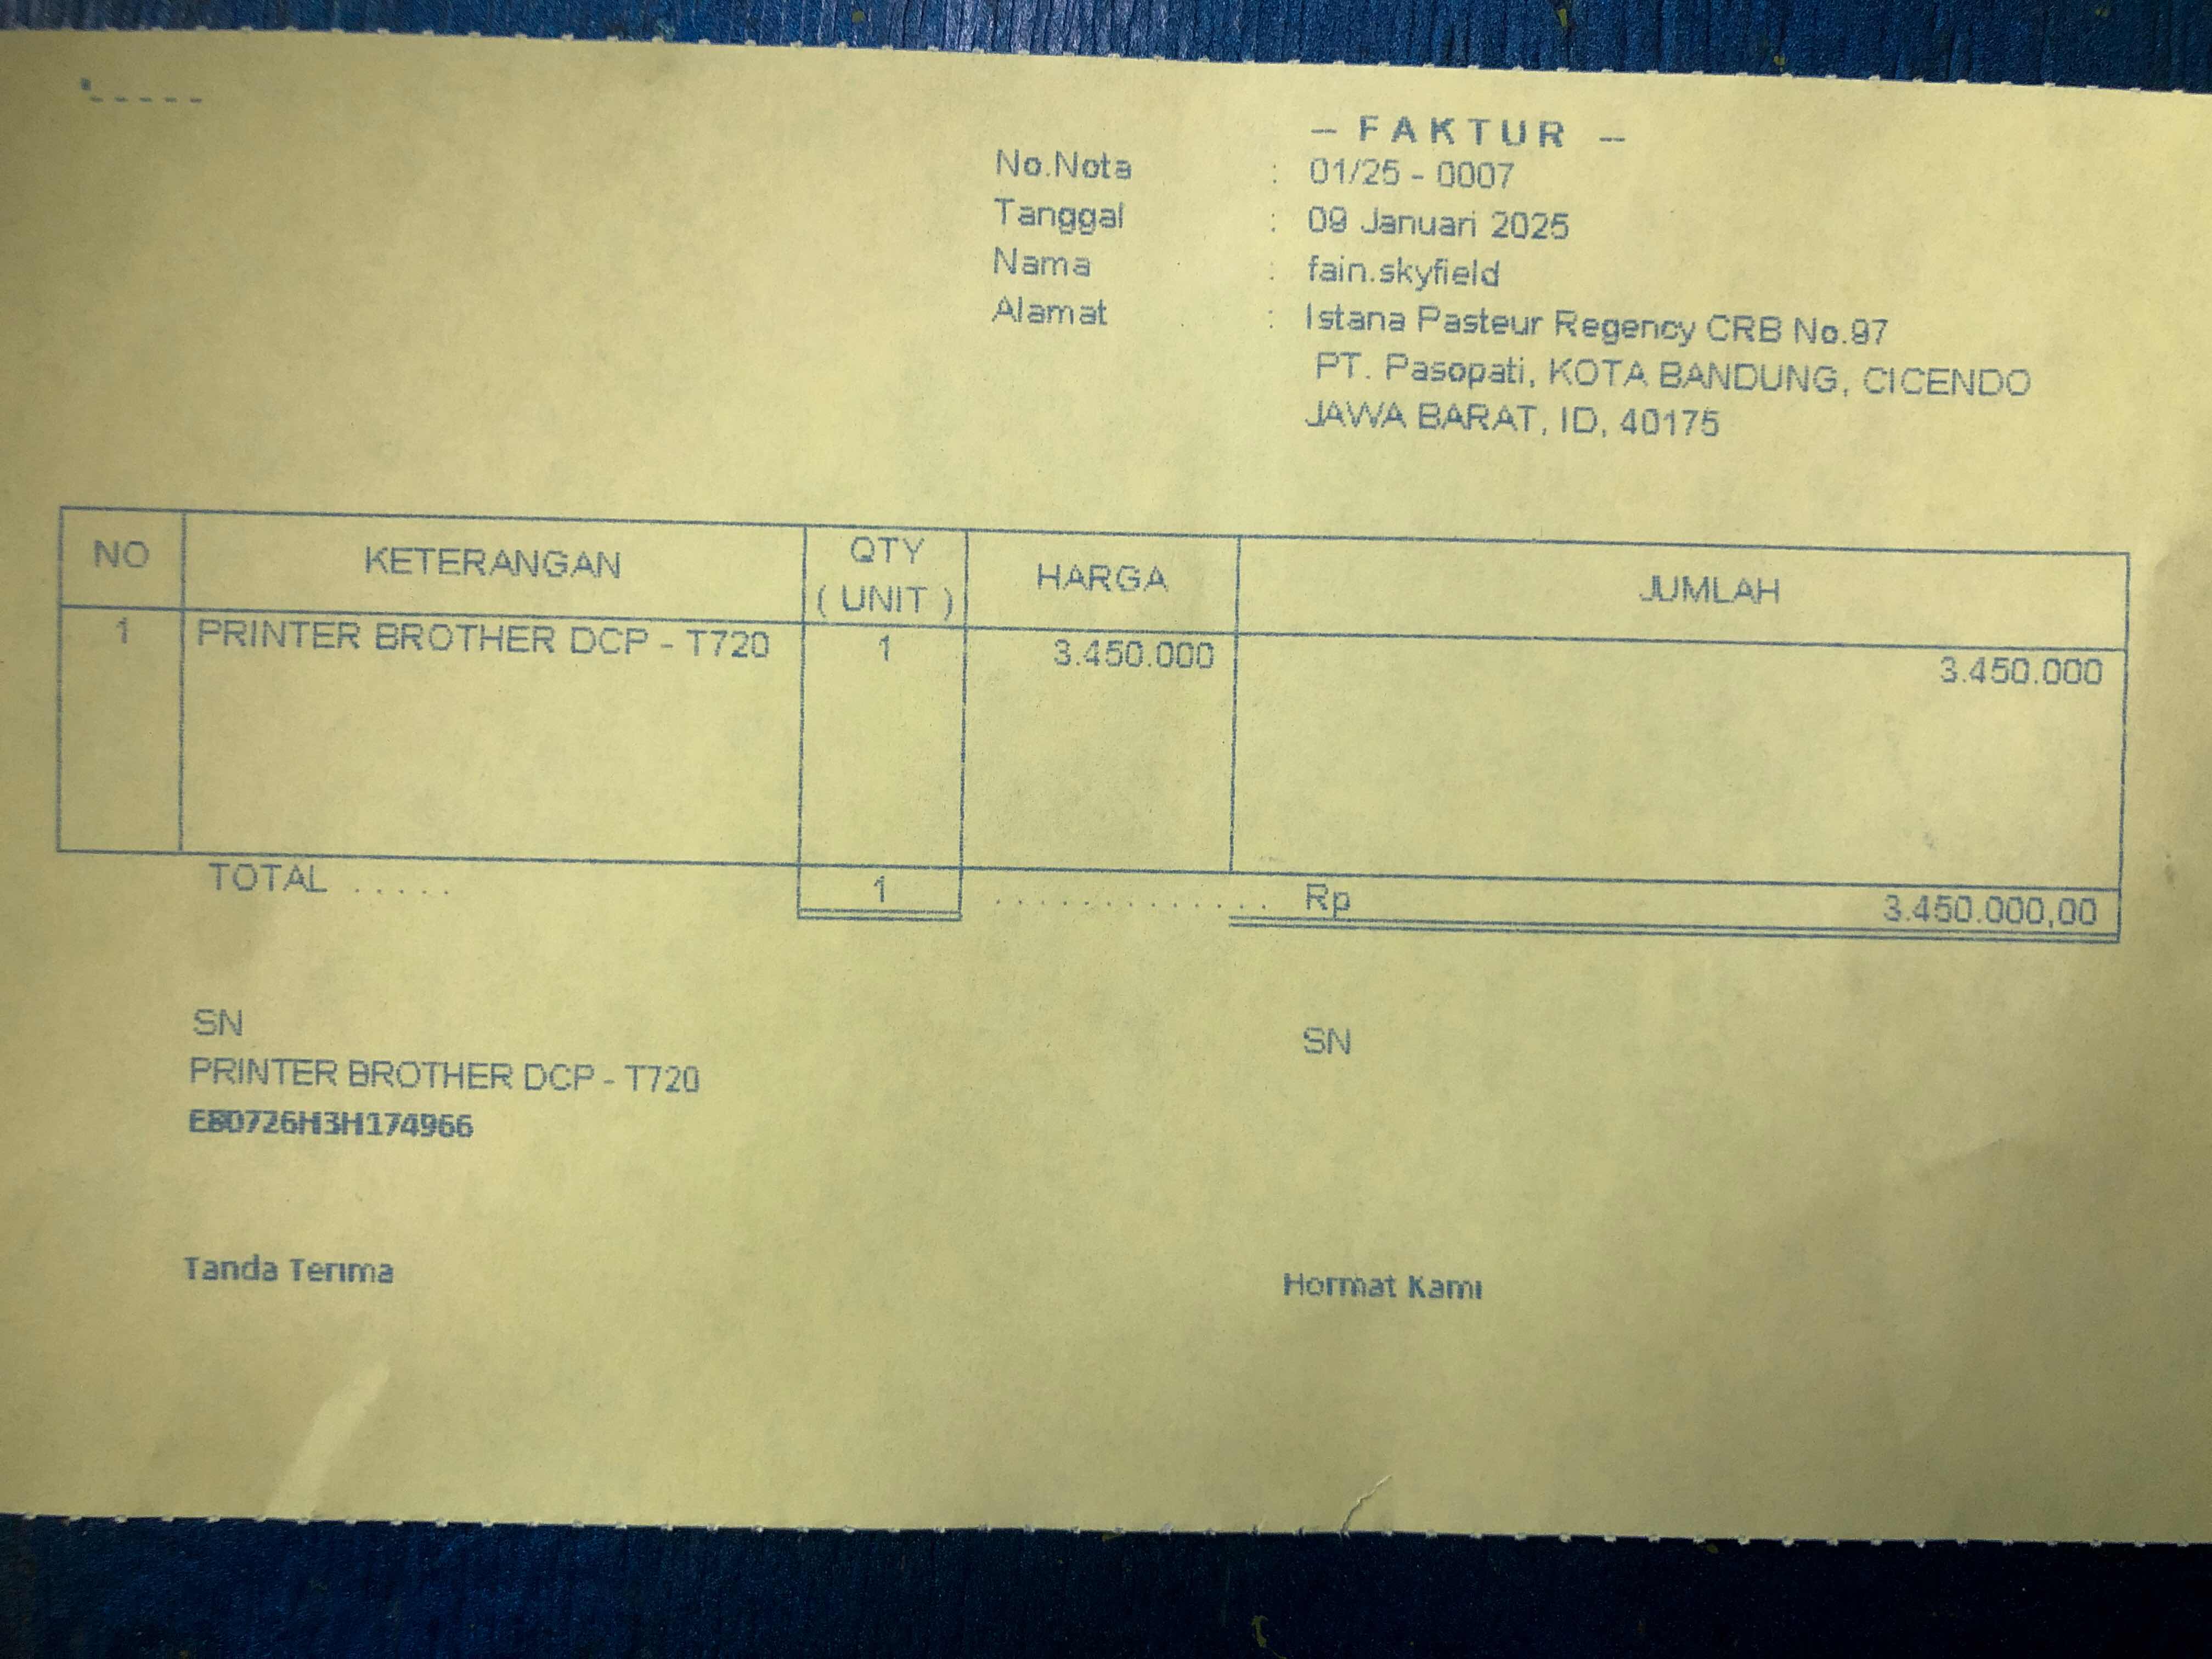 – F A K T U R –
No.Nota : 01/25 - 0007
Tanggal : 09 Januari 2025
Nama : fain.skyfield
Alamat : Istana Pasteur Regency CRB No.97
PT. Pasopati, KOTA BANDUNG, CICENDO
JAWA BARAT, ID, 40175
NO KETERANGAN QTY ( UNIT ) HARGA JUMLAH
1 PRINTER BROTHER DCP - T720 1 3.450.000 3.450.000
TOTAL ..... 1 ............. Rp 3.450.000,00
SN SN
PRINTER BROTHER DCP - T720
E80726H3H174966
Tanda Terima Hormat Kami